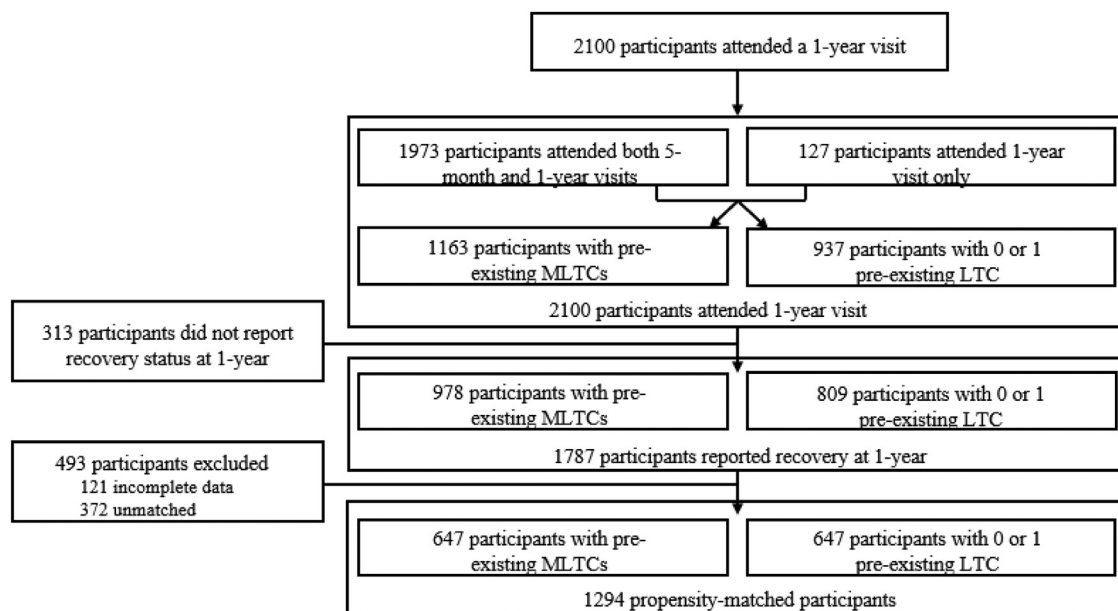 2100 participants attended a 1-year visit
1973 participants attended both 5-
month and 1-year visits
127 participants attended 1-year
visit only
1163 participants with pre-
existing MLTCs
937 participants with 0 or 1
pre-existing LTC
2100 participants attended 1-year visit
313 participants did not report
recovery status at 1-year
978 participants with pre-
existing MLTCs
809 participants with 0 or 1
pre-existing LTC
1787 participants reported recovery at 1-year
493 participants excluded
121 incomplete data
372 unmatched
647 participants with pre-
existing MLTCs
647 participants with 0 or 1
pre-existing LTC
1294 propensity-matched participants